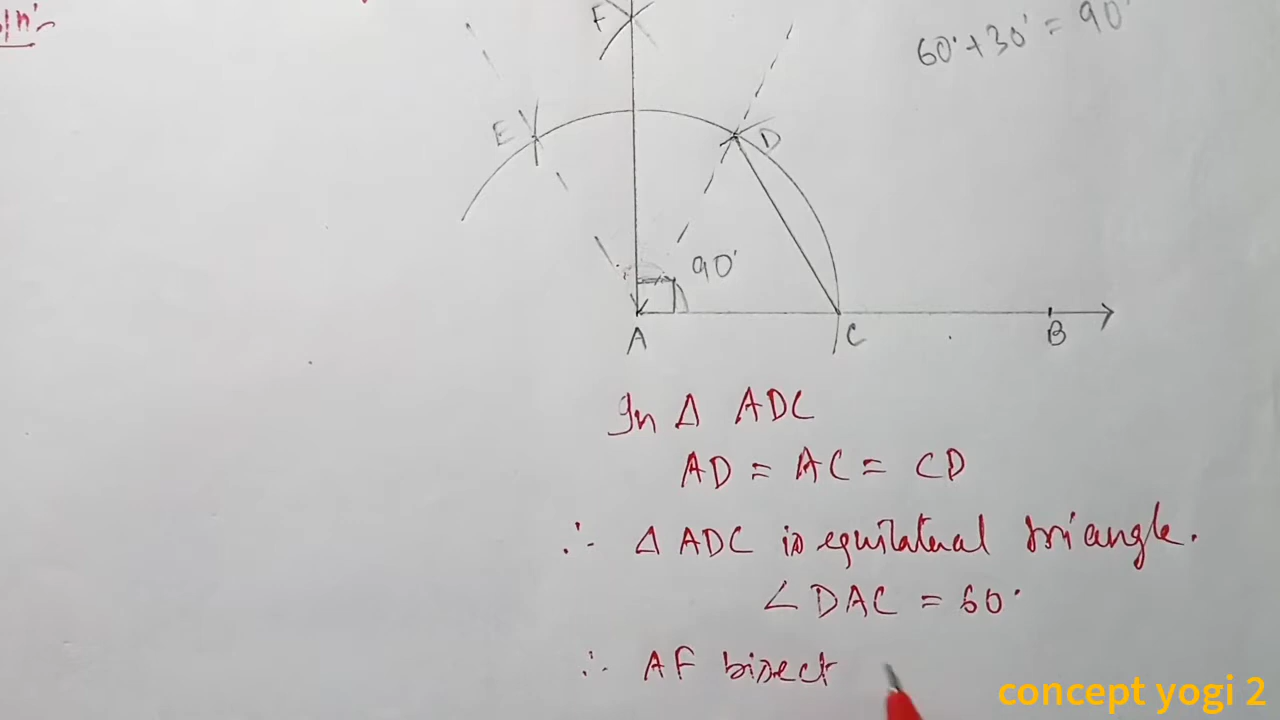 o/n:-
F
60°+30° = 90°
E
D
90°
A
C
B
In Δ ADC
AD = AC = CD
∴ Δ ADC is equilateral triangle.
∠DAC = 60°
∴ AF bisect
concept yogi 2